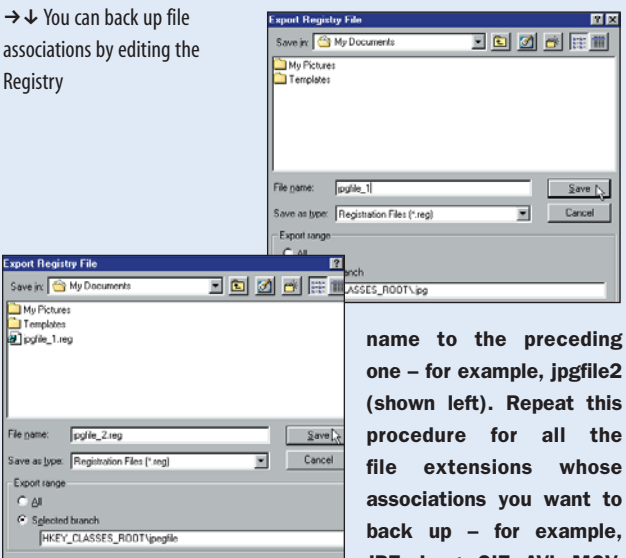 →↓ You can back up file
associations by editing the
Registry
Export Registry File
Save in: My Documents
My Pictures
Templates
File name: jpgfile_1
Save
Save as type: Registration Files (*.reg)
Cancel
Export range
All
CLASSES_ROOT\.jpg
Export Registry File
Save in: My Documents
My Pictures
Templates
jpgfile_1.reg
File name: jpgfile_2.reg
Save
Save as type: Registration Files (*.reg)
Cancel
Export range
All
Selected branch
HKEY_CLASSES_ROOT\jpegfile
name to the preceding
one – for example, jpgfile2
(shown left). Repeat this
procedure for all the
file extensions whose
associations you want to
back up – for example,